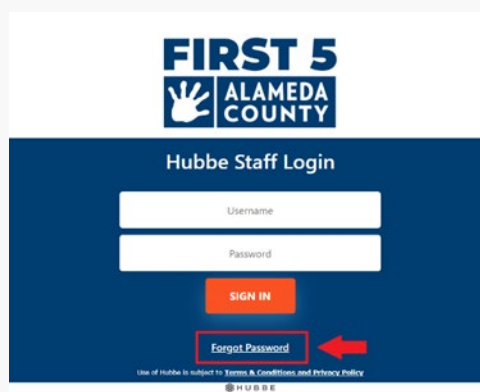 FIRST 5
ALAMEDA
COUNTY
Hubbe Staff Login
Username
Password
SIGN IN
Forgot Password
Use of Hubbe is subject to Terms & Conditions and Privacy Policy
HUBBE